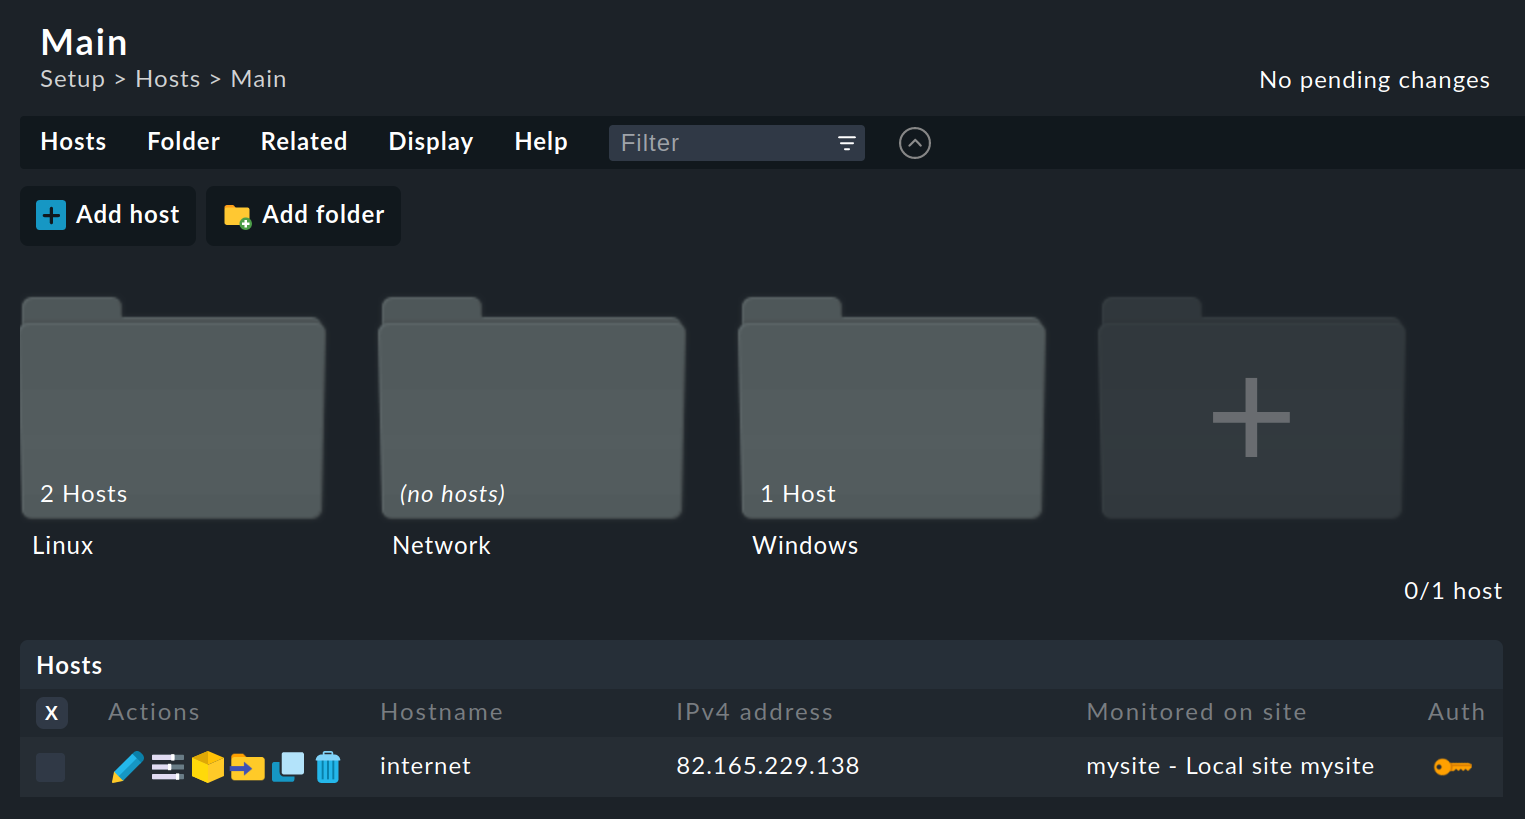 Main
Setup > Hosts > Main
No pending changes
Hosts Folder Related Display Help Filter
Add host Add folder
2 Hosts (no hosts) 1 Host
Linux Network Windows
0/1 host
Hosts
X Actions Hostname IPv4 address Monitored on site Auth
internet 82.165.229.138 mysite - Local site mysite